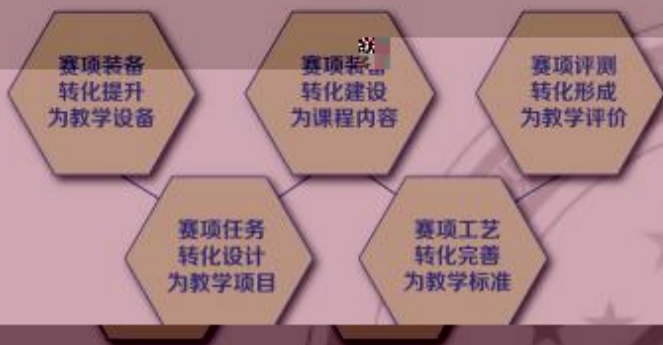 赛项装备
转化提升
为教学设备
赛项装
转化建设
为课程内容
赛项评测
转化形成
为教学评价
赛项任务
转化设计
为教学项目
赛项工艺
转化完善
为教学标准